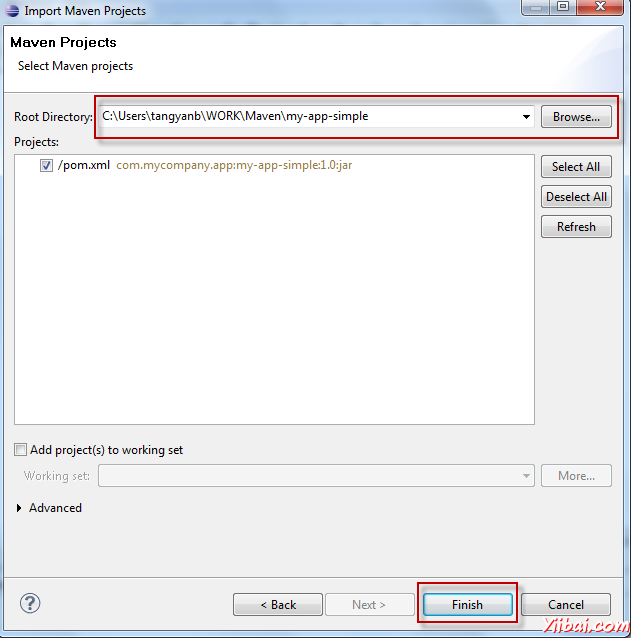 Import Maven Projects
Maven Projects
Select Maven projects
Root Directory: C:\Users\tangyanb\WORK\Maven\my-app-simple Browse...
Projects:
/pom.xml com.mycompany.app:my-app-simple:1.0:jar
Select All
Deselect All
Refresh
Add project(s) to working set
Working set: More...
Advanced
? < Back Next > Finish Cancel
Yiibai.com